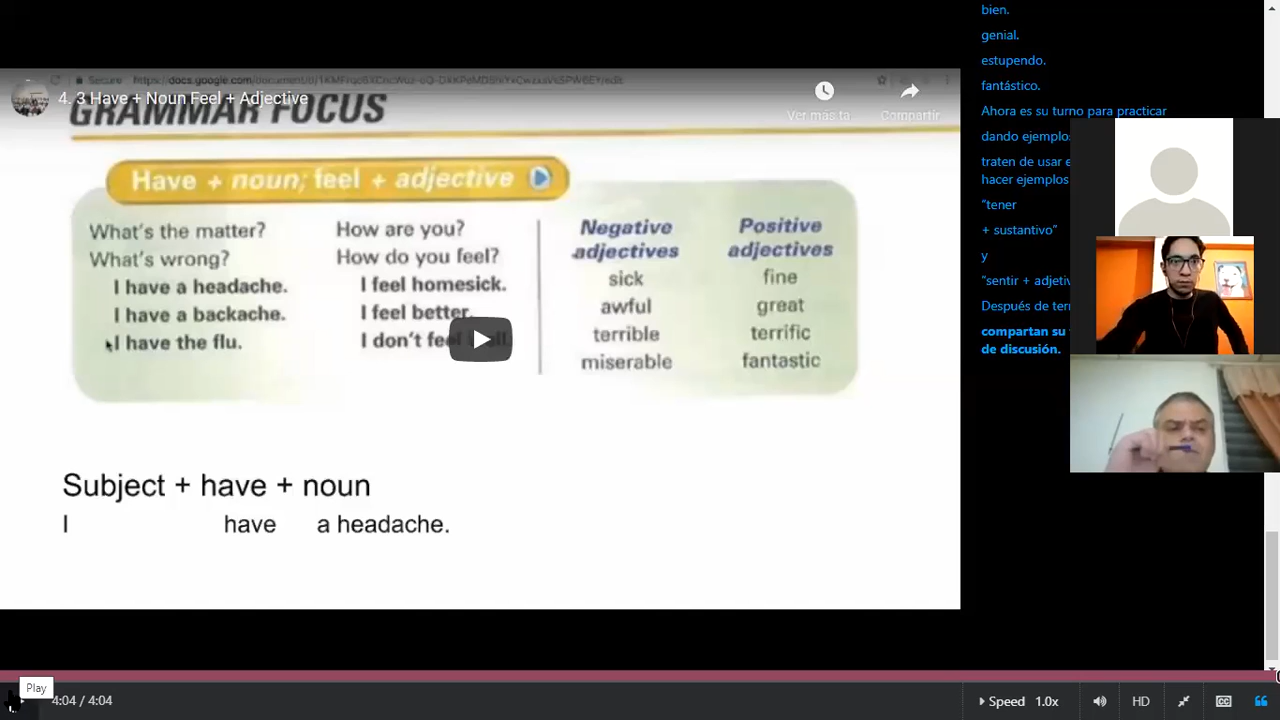 4. 3 Have + Noun Feel + Adjective
Ver más ta
Compartir
GRAMMAR FOCUS
Have + noun; feel + adjective
What's the matter?
What's wrong?
I have a headache.
I have a backache.
I have the flu.
How are you?
How do you feel?
I feel homesick.
I feel better.
I don't feel
Negative
adjectives
sick
awful
terrible
miserable
Positive
adjectives
fine
great
terrific
fantastic
Subject + have + noun
I have a headache.
bien.
genial.
estupendo.
fantástico.
Ahora es su turno para practicar
dando ejemplos
traten de usar
hacer ejemplos
"tener
+ sustantivo"
y
"sentir + adjetiv
Después de ter
compartan su
de discusión.
Play
4:04 / 4:04
Speed 1.0x
HD
CC